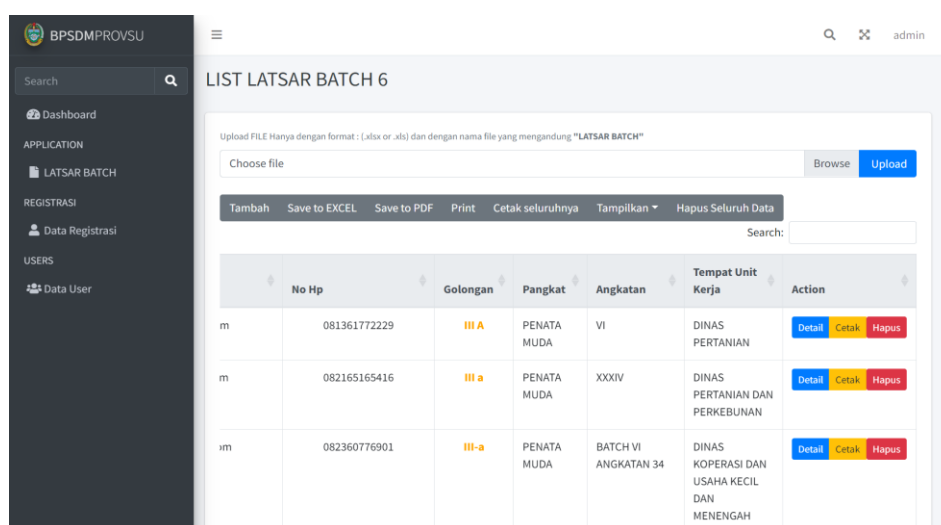 BPSDMPROVSU
admin
Search
Dashboard
APPLICATION
LATSAR BATCH
REGISTRASI
Data Registrasi
USERS
Data User
LIST LATSAR BATCH 6
Upload FILE Hanya dengan format : (.xlsx or .xls) dan dengan nama file yang mengandung "LATSAR BATCH"
Choose file Browse Upload
Tambah Save to EXCEL Save to PDF Print Cetak seluruhnya Tampilkan Hapus Seluruh Data
Search:
No Hp Golongan Pangkat Angkatan Tempat Unit Kerja Action
m 081361772229 III A PENATA MUDA VI DINAS PERTANIAN Detail Cetak Hapus
m 082165165416 III a PENATA MUDA XXXIV DINAS PERTANIAN DAN PERKEBUNAN Detail Cetak Hapus
om 082360776901 III-a PENATA MUDA BATCH VI ANGKATAN 34 DINAS KOPERASI DAN USAHA KECIL DAN MENENGAH Detail Cetak Hapus